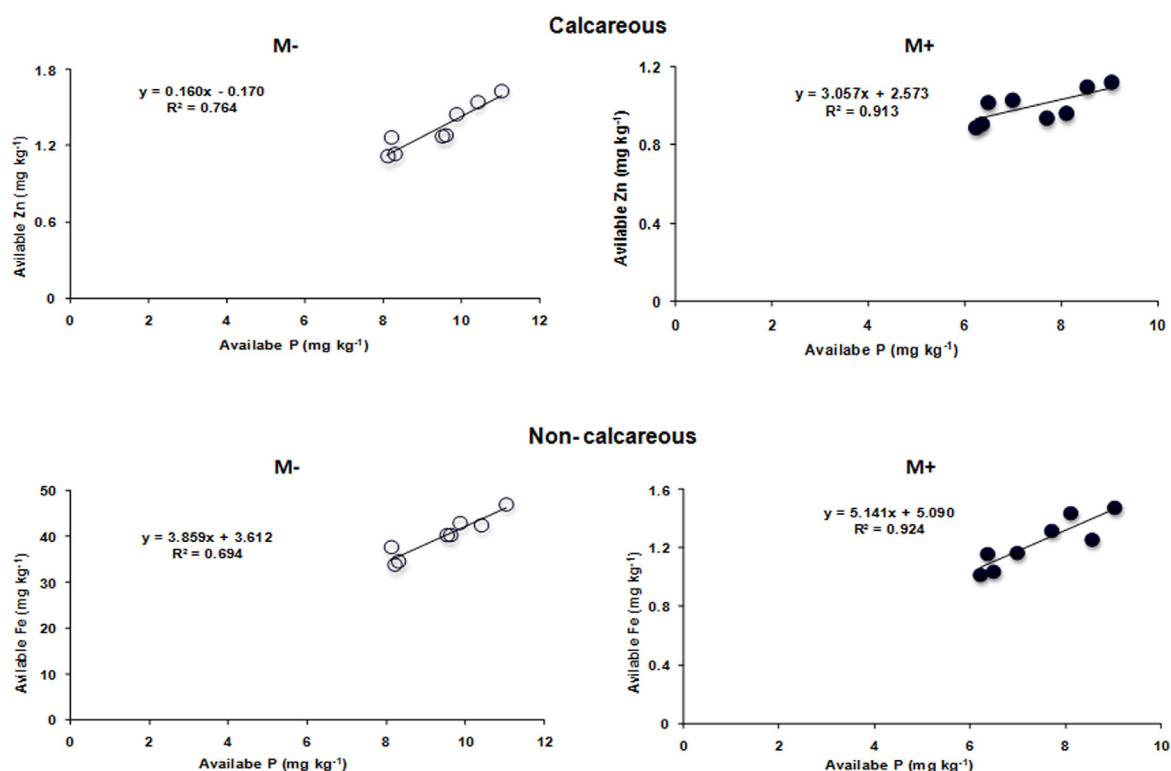 Calcareous
M-
y = 0.160x - 0.170
R² = 0.764
Avilable Zn (mg kg⁻¹)
1.8
1.2
0.6
0
0 2 4 6 8 10 12
Availabe P (mg kg⁻¹)
M+
y = 3.057x + 2.573
R² = 0.913
Avilable Zn (mg kg⁻¹)
1.2
0.8
0.4
0
0 2 4 6 8 10
Availabe P (mg kg⁻¹)
Non- calcareous
M-
y = 3.859x + 3.612
R² = 0.694
Avilable Fe (mg kg⁻¹)
50
40
30
20
10
0
0 2 4 6 8 10 12
Availabe P (mg kg⁻¹)
M+
y = 5.141x + 5.090
R² = 0.924
Avilable Fe (mg kg⁻¹)
1.6
1.2
0.8
0.4
0
0 2 4 6 8 10
Availabe P (mg kg⁻¹)